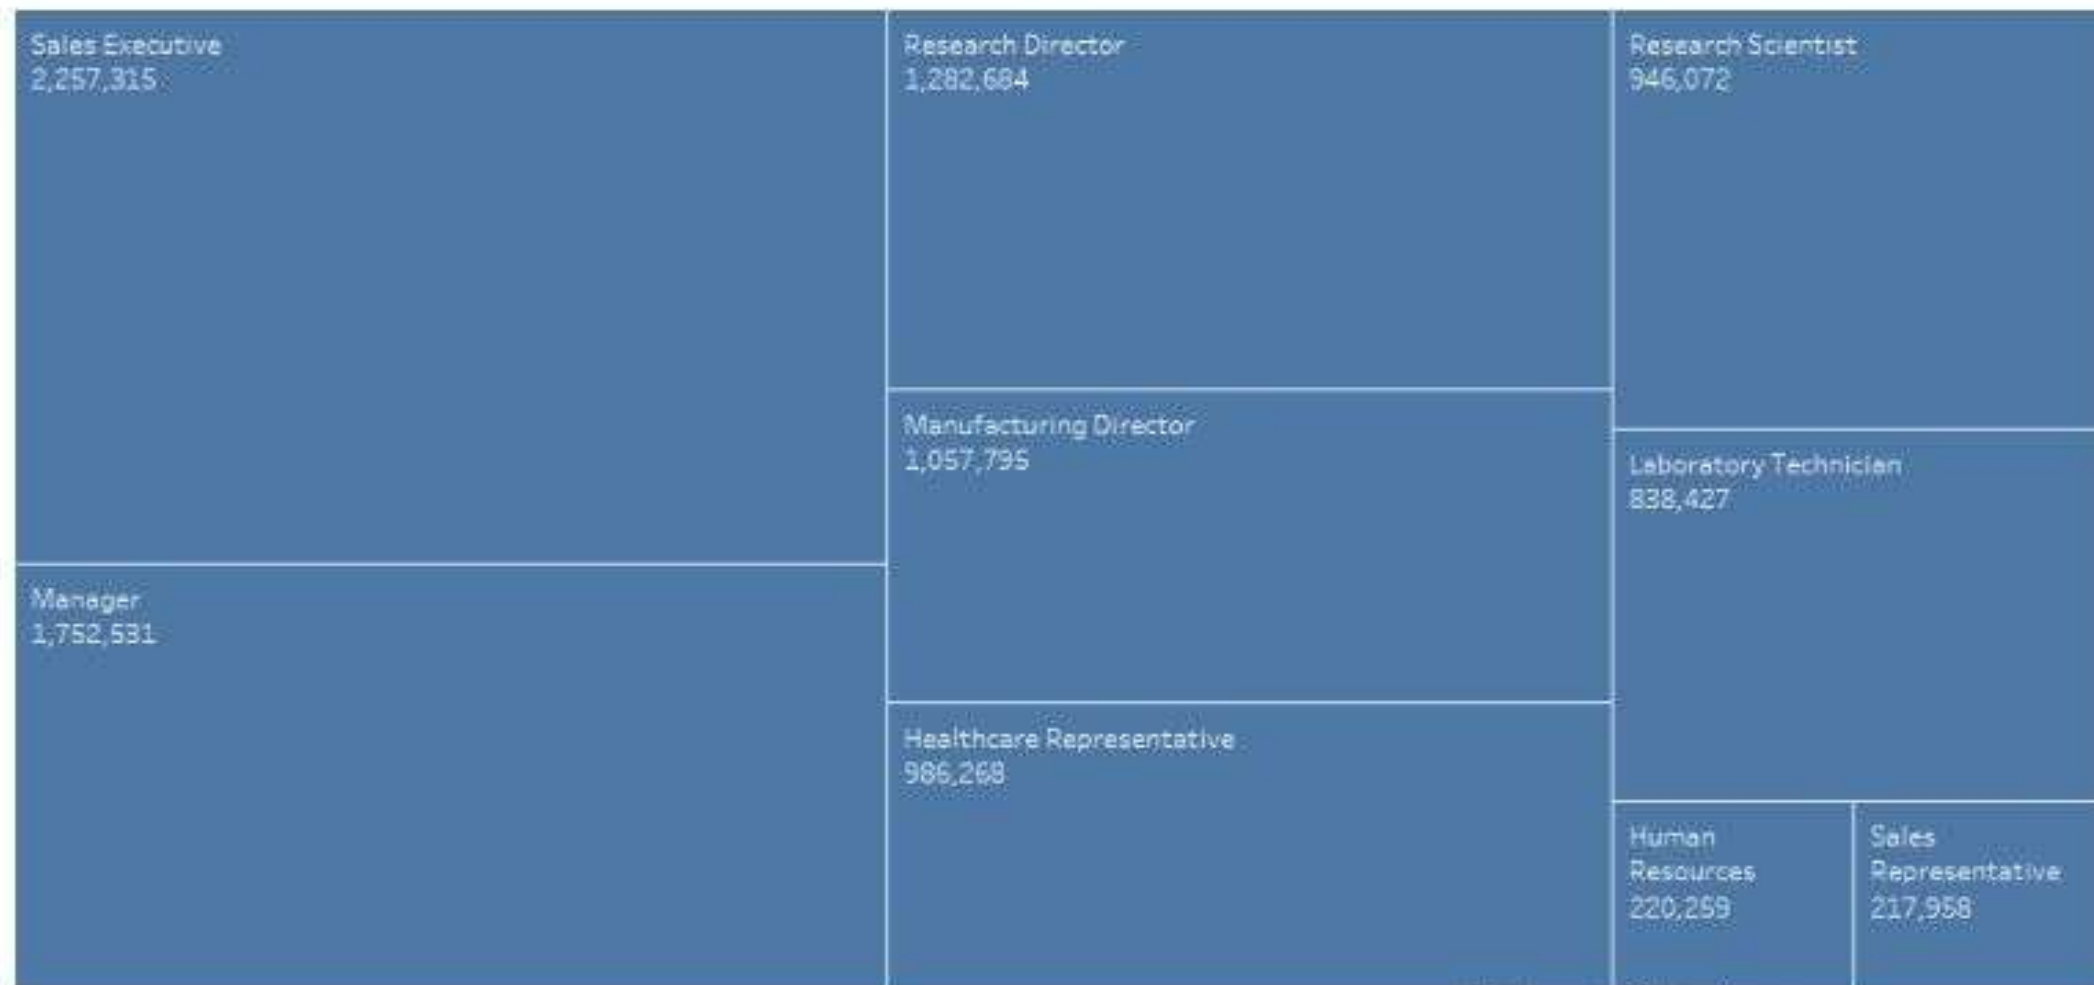 Sales Executive
2,257,315
Research Director
1,282,684
Research Scientist
946,072
Manufacturing Director
1,057,795
Laboratory Technician
838,427
Manager
1,752,531
Healthcare Representative
986,268
Human
Resources
220,259
Sales
Representative
217,958